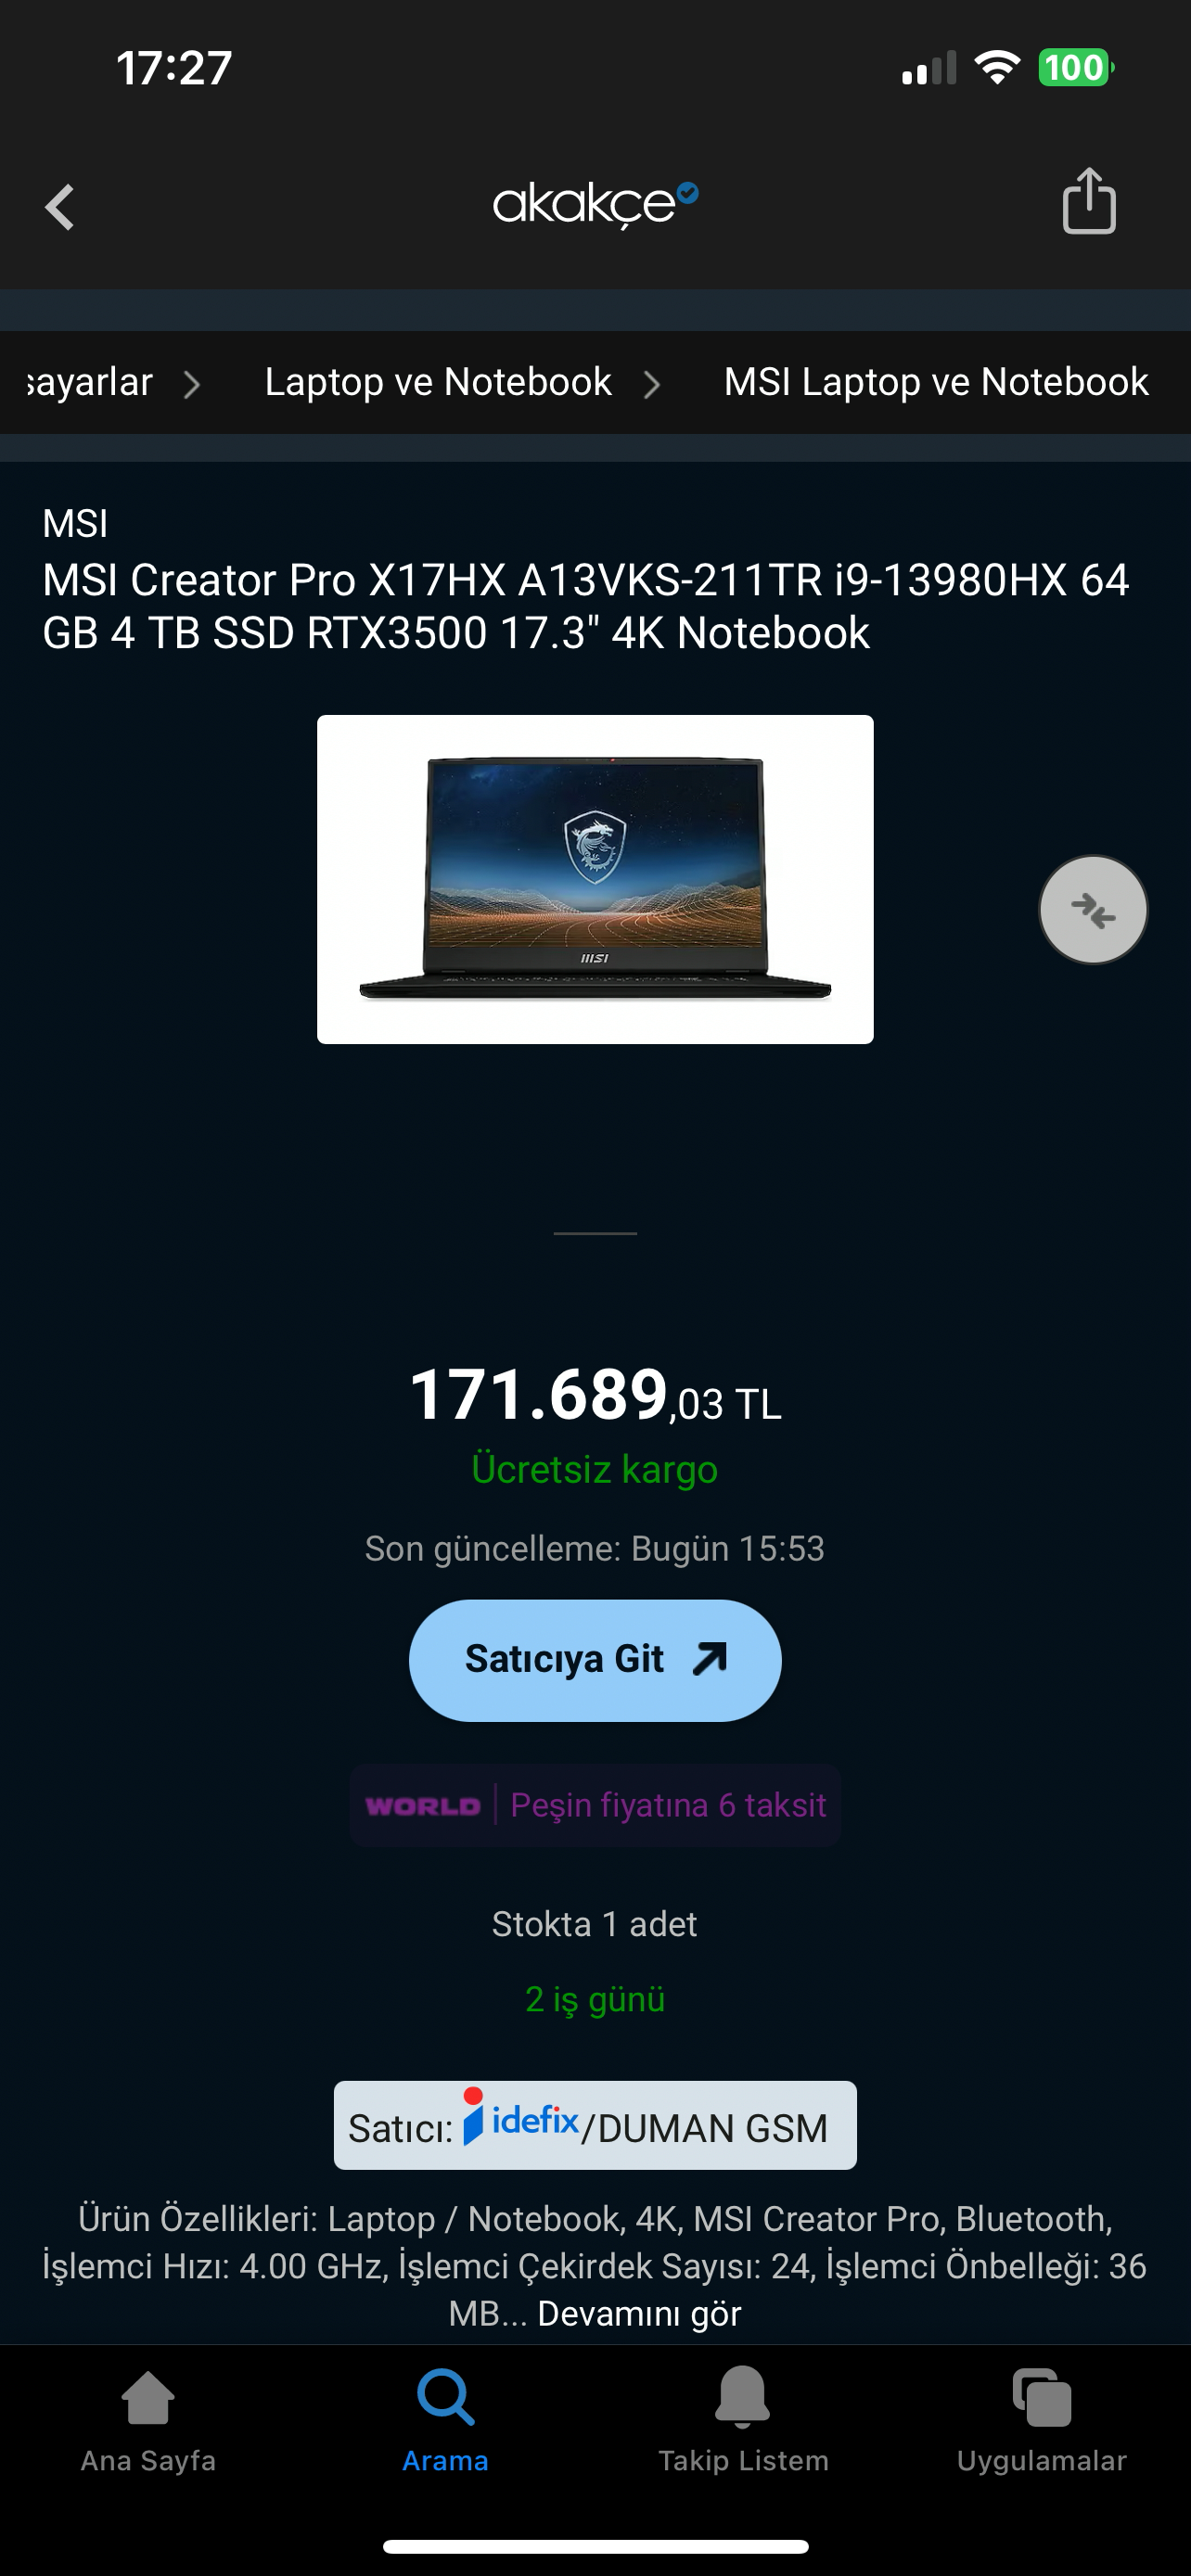 17:27
100
akakçe
sayarlar
Laptop ve Notebook
MSI Laptop ve Notebook
MSI
MSI Creator Pro X17HX A13VKS-211TR i9-13980HX 64
GB 4 TB SSD RTX3500 17.3" 4K Notebook
msi
171.689,03 TL
Ücretsiz kargo
Son güncelleme: Bugün 15:53
Satıcıya Git
WORLD
Peşin fiyatına 6 taksit
Stokta 1 adet
2 iş günü
Satıcı: idefix/DUMAN GSM
Ürün Özellikleri: Laptop / Notebook, 4K, MSI Creator Pro, Bluetooth,
İşlemci Hızı: 4.00 GHz, İşlemci Çekirdek Sayısı: 24, İşlemci Önbelleği: 36
MB... Devamını gör
Ana Sayfa
Arama
Takip Listem
Uygulamalar